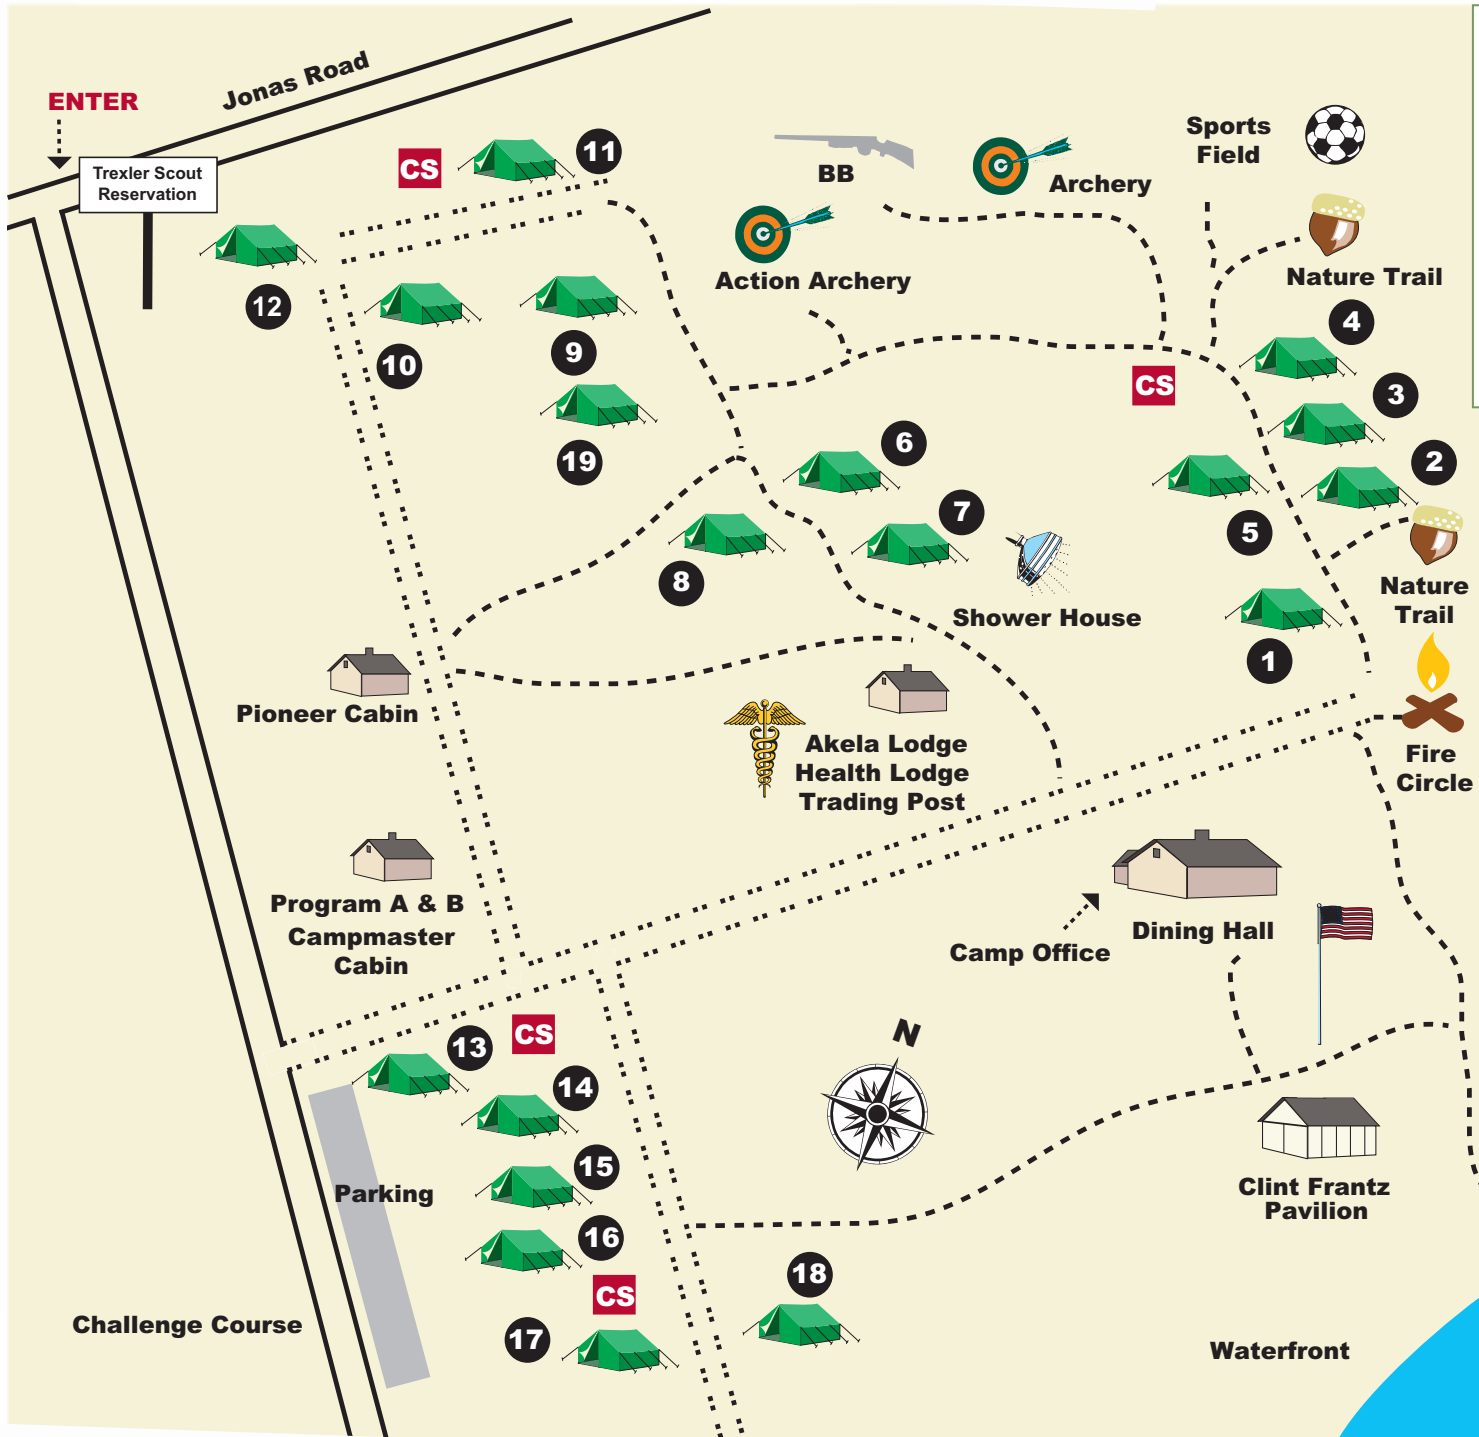 Jonas Road
ENTER
Trexler Scout
Reservation
CS
11
12
10
9
19
BB
Archery
Action Archery
Sports
Field
Nature Trail
4
CS
3
2
6
7
5
8
Shower House
1
Nature
Trail
Pioneer Cabin
Akela Lodge
Health Lodge
Trading Post
Fire
Circle
Program A & B
Campmaster
Cabin
Camp Office
Dining Hall
CS
13
14
15
16
N
Parking
Clint Frantz
Pavilion
CS
17
18
Challenge Course
Waterfront